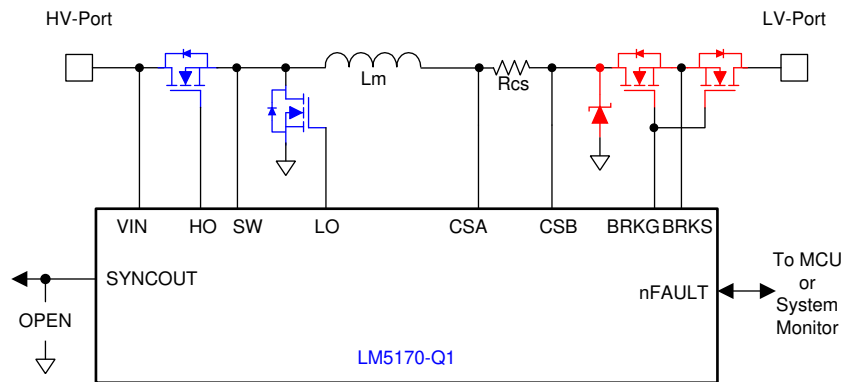 HV-Port
LV-Port
Lm
Rcs
VIN
HO
SW
LO
CSA
CSB
BRKG
BRKS
SYNCOUT
nFAULT
To MCU
or
System
Monitor
OPEN
LM5170-Q1